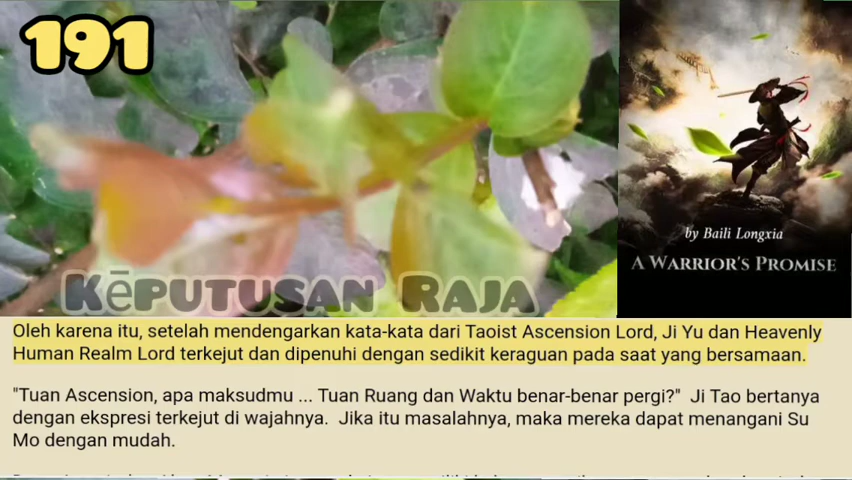 191
by Baili Longxia
A Warrior's Promise
Kēputusan Raja
Oleh karena itu, setelah mendengarkan kata-kata dari Taoist Ascension Lord, Ji Yu dan Heavenly
Human Realm Lord terkejut dan dipenuhi dengan sedikit keraguan pada saat yang bersamaan.
"Tuan Ascension, apa maksudmu ... Tuan Ruang dan Waktu benar-benar pergi?" Ji Tao bertanya
dengan ekspresi terkejut di wajahnya. Jika itu masalahnya, maka mereka dapat menangani Su
Mo dengan mudah.